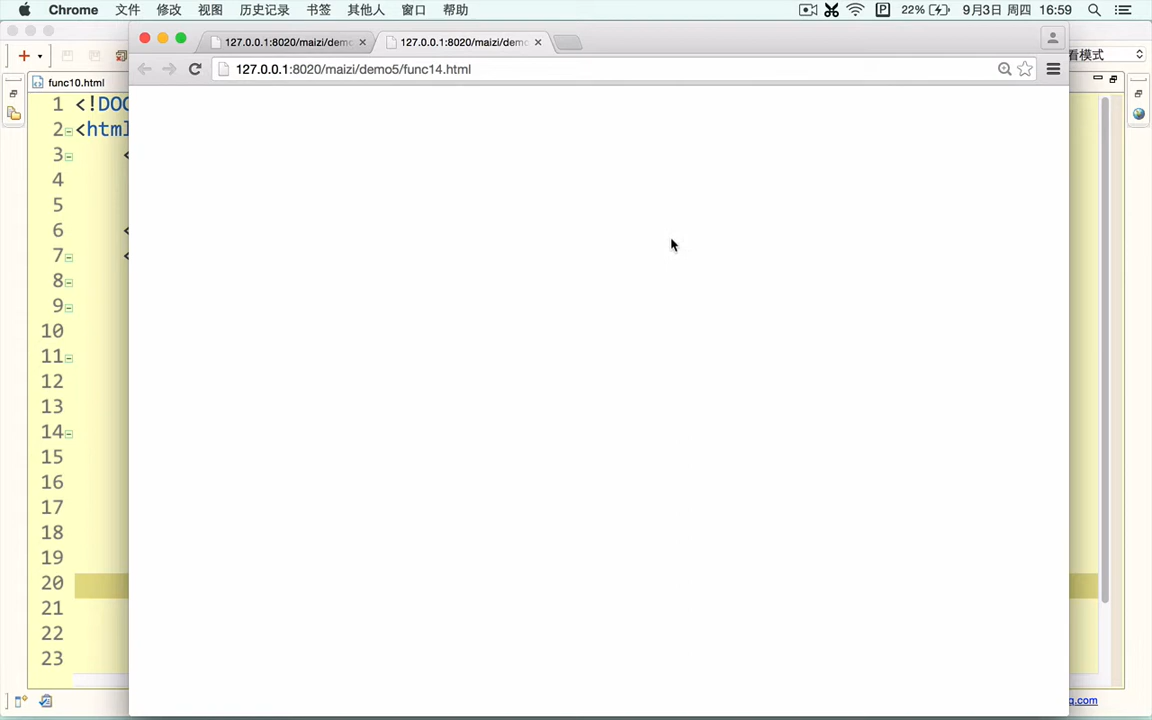 Chrome 文件 修改 视图 历史记录 书签 其他人 窗口 帮助 22% 9月3日 周四 16:59
127.0.0.1:8020/maizi/demo 127.0.0.1:8020/maizi/demo
127.0.0.1:8020/maizi/demo5/func14.html
看模式
func10.html
1 <!DOC
2 <html
3 <
4
5
6 <
7 <
8
9
10
11
12
13
14
15
16
17
18
19
20
21
22
23
q.com